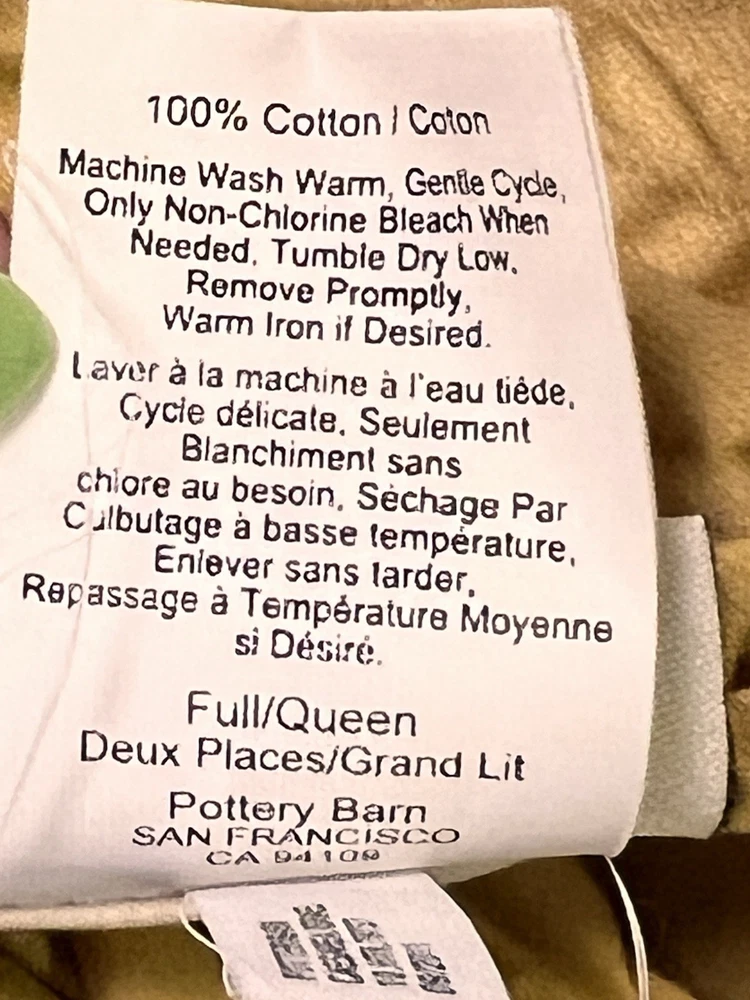 100% Cotton / Coton
Machine Wash Warm, Gentle Cycle,
Only Non-Chlorine Bleach When
Needed. Tumble Dry Low.
Remove Promptly,
Warm Iron if Desired.
Laver à la machine à l'eau tiède,
Cycle délicate. Seulement
Blanchiment sans
chlore au besoin. Séchage Par
Culbutage à basse température,
Enlever sans tarder,
Repassage à Température Moyenne
si Désiré.
Full/Queen
Deux Places/Grand Lit
Pottery Barn
SAN FRANCISCO
CA 94109